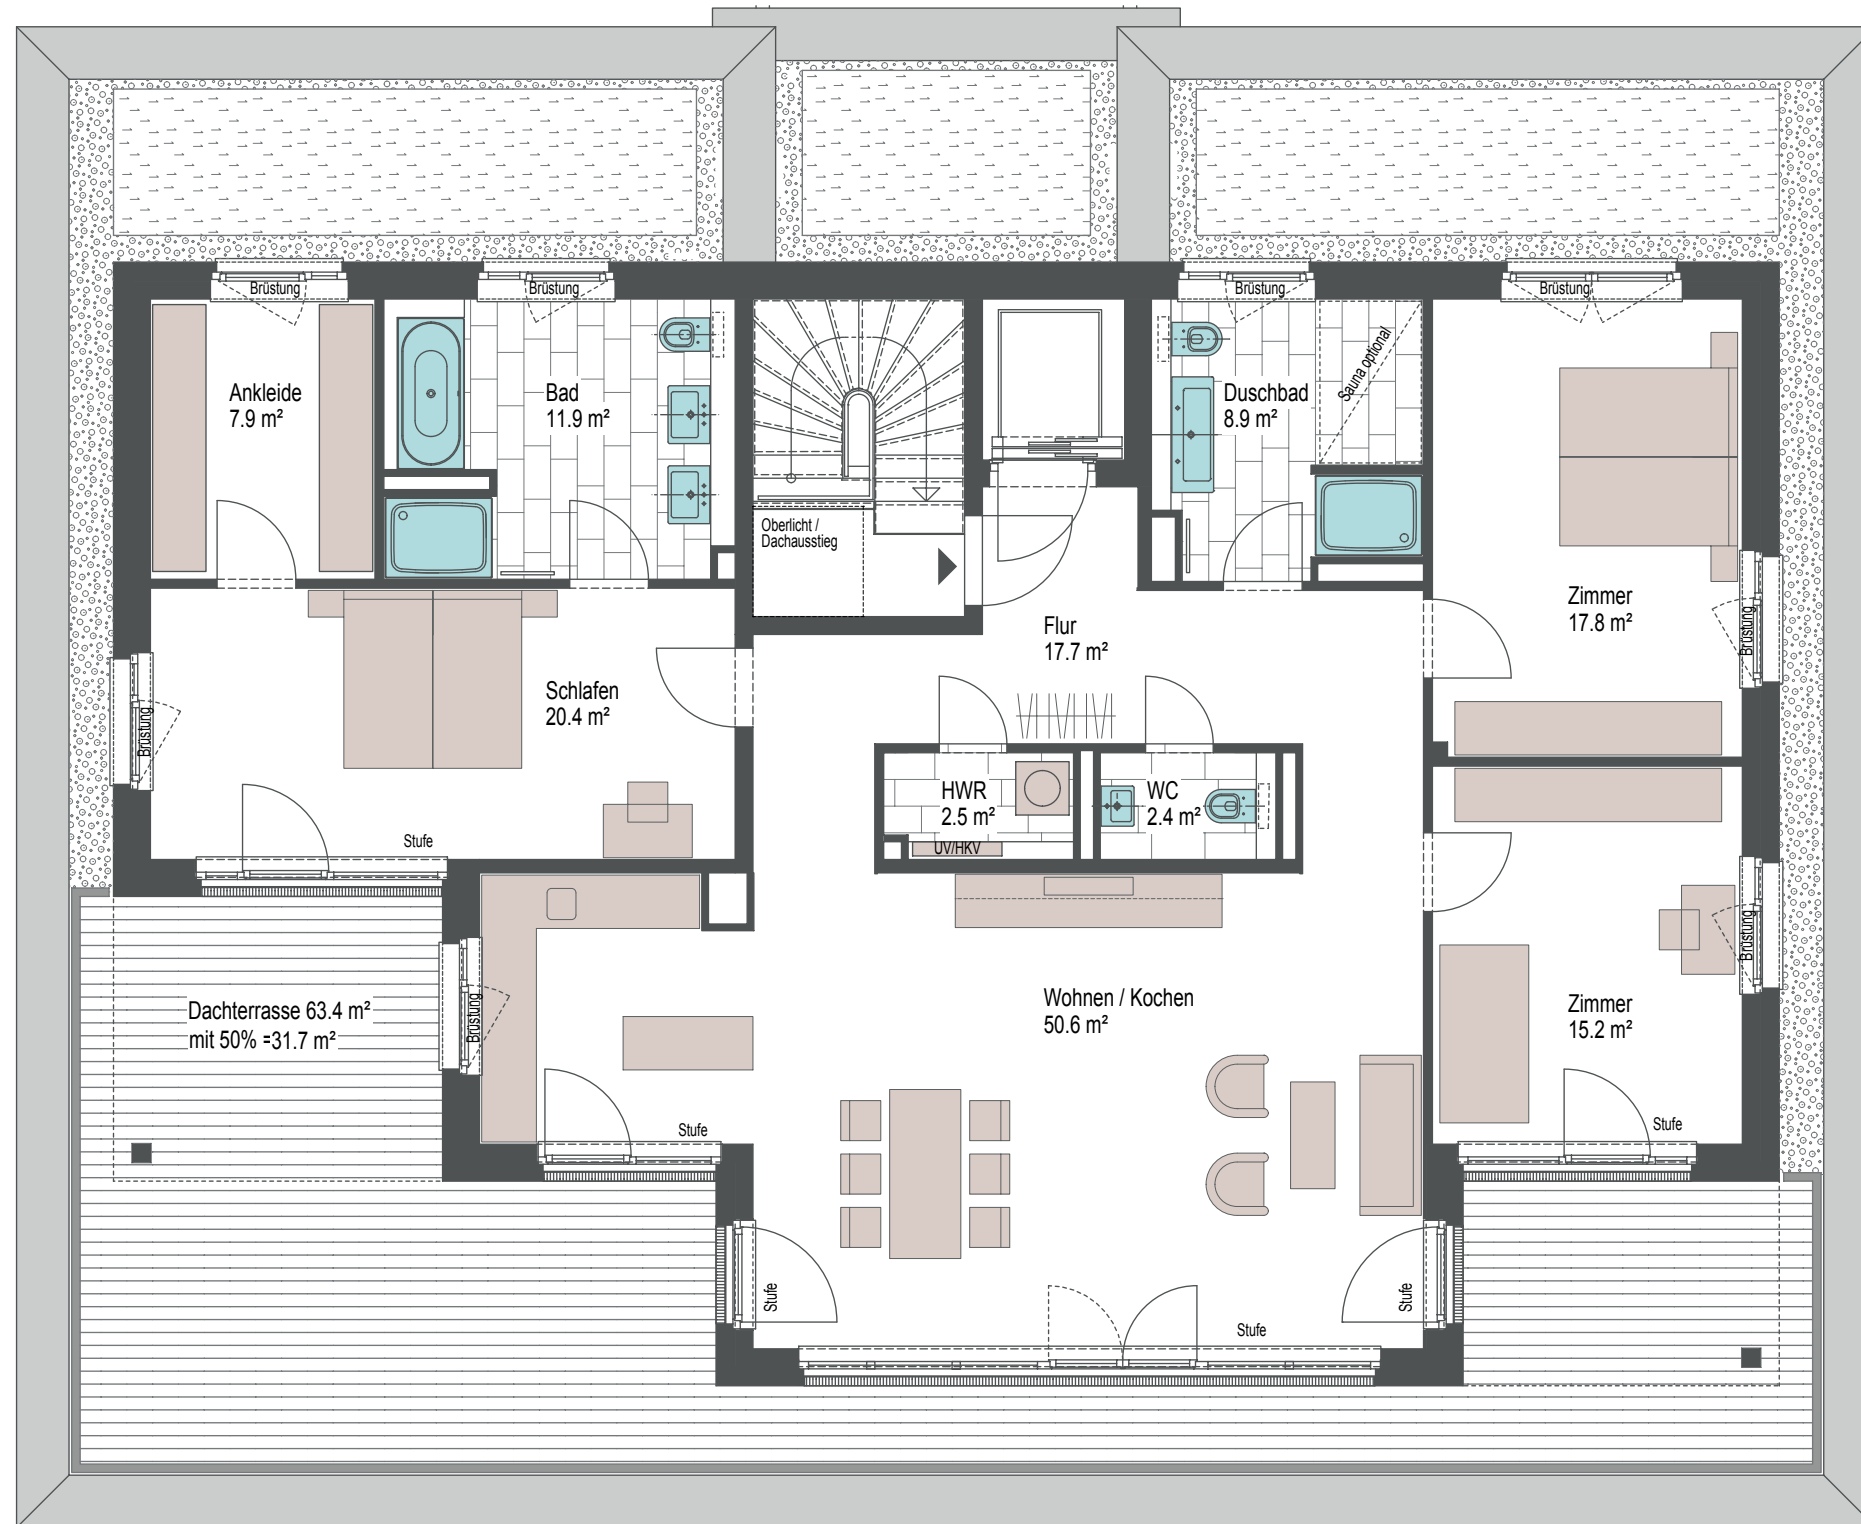 Brüstung
Brüstung
Brüstung
Brüstung
Ankleide
7.9 m²
Bad
11.9 m²
Duschbad
8.9 m²
Sauna optional
Oberlicht /
Dachausstieg
Zimmer
17.8 m²
Brüstung
Flur
17.7 m²
Schlafen
20.4 m²
Brüstung
Stufe
HWR
2.5 m²
UV/HKV
WC
2.4 m²
Brüstung
Dachterrasse 63.4 m²
mit 50% =31.7 m²
Brüstung
Wohnen / Kochen
50.6 m²
Zimmer
15.2 m²
Stufe
Stufe
Stufe
Stufe
Stufe